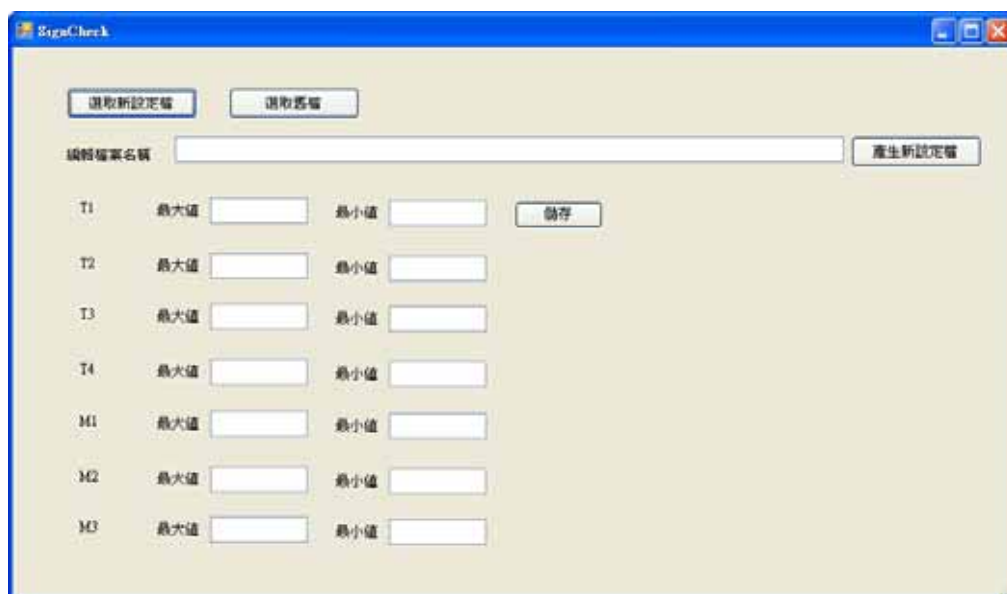 SignCheck
選取新設定檔 選取舊檔
編輯檔案名稱 產生新設定檔
T1 最大值 最小值 儲存
T2 最大值 最小值
T3 最大值 最小值
T4 最大值 最小值
M1 最大值 最小值
M2 最大值 最小值
M3 最大值 最小值